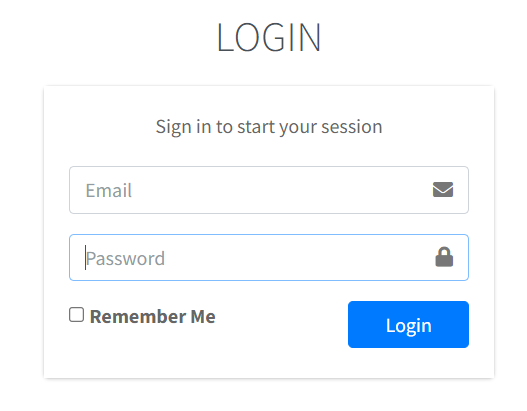 LOGIN
Sign in to start your session
Email
Password
Remember Me
Login